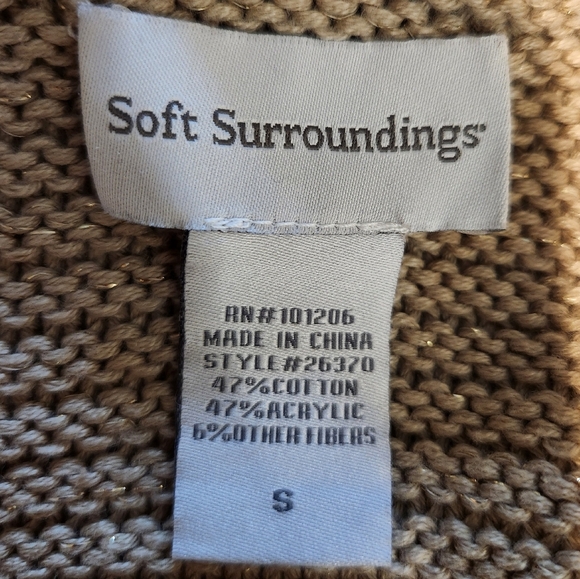 Soft Surroundings
RN#101206
MADE IN CHINA
STYLE#26370
47%COTTON
47%ACRYLIC
6%OTHER FIBERS
S